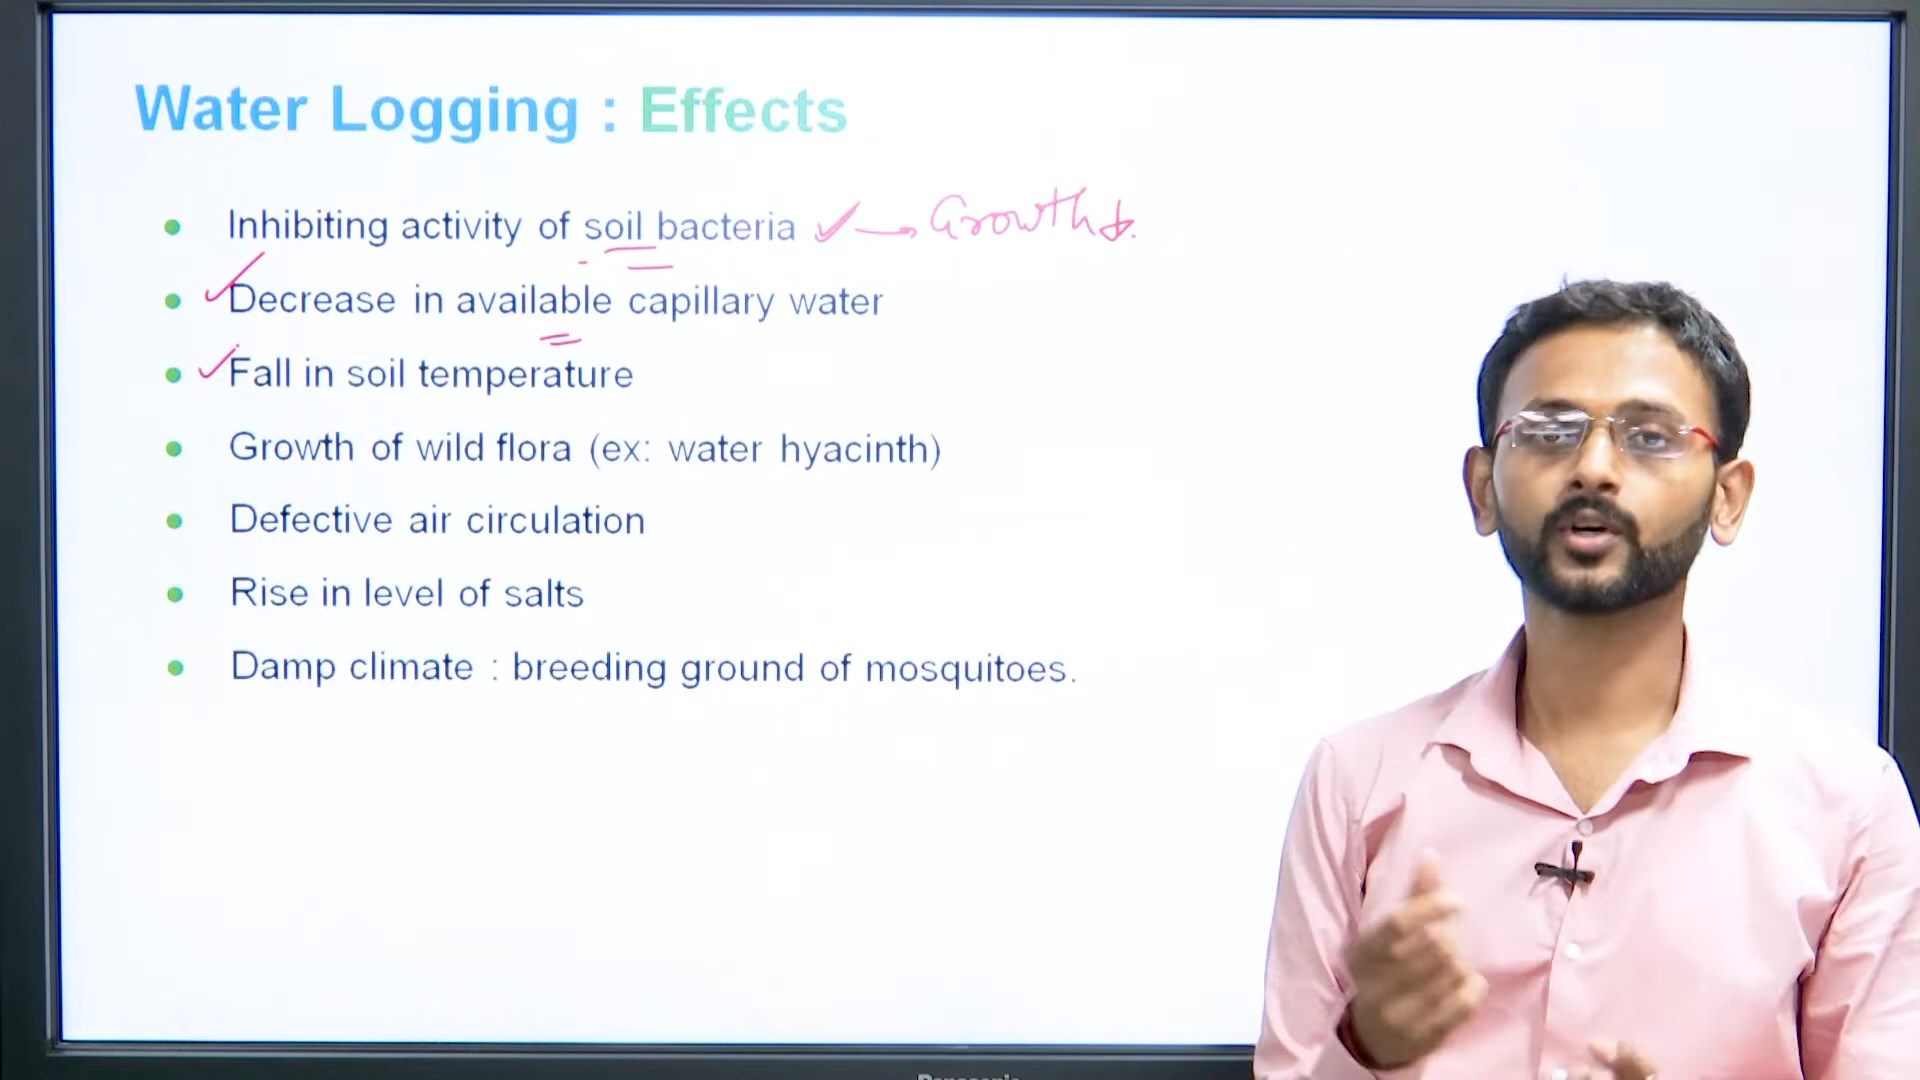 Water Logging : Effects
Inhibiting activity of soil bacteria Growth
Decrease in available capillary water
Fall in soil temperature
Growth of wild flora (ex: water hyacinth)
Defective air circulation
Rise in level of salts
Damp climate : breeding ground of mosquitoes.
Panasonic